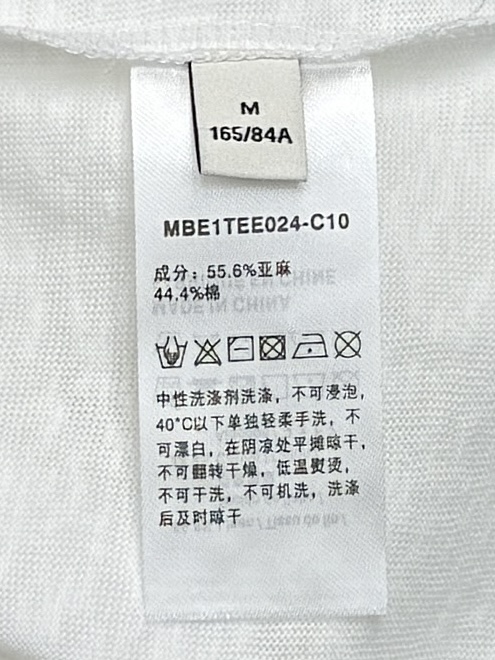 M
165/84A
MBE1TEE024-C10
成分：55.6%亚麻
44.4%棉
MADE IN CHINA
中性洗涤剂洗涤，不可浸泡，
40°C以下单独轻柔手洗，不
可漂白，在阴凉处平摊晾干，
不可翻转干燥，低温熨烫，
不可干洗，不可机洗，洗涤
后及时晾干